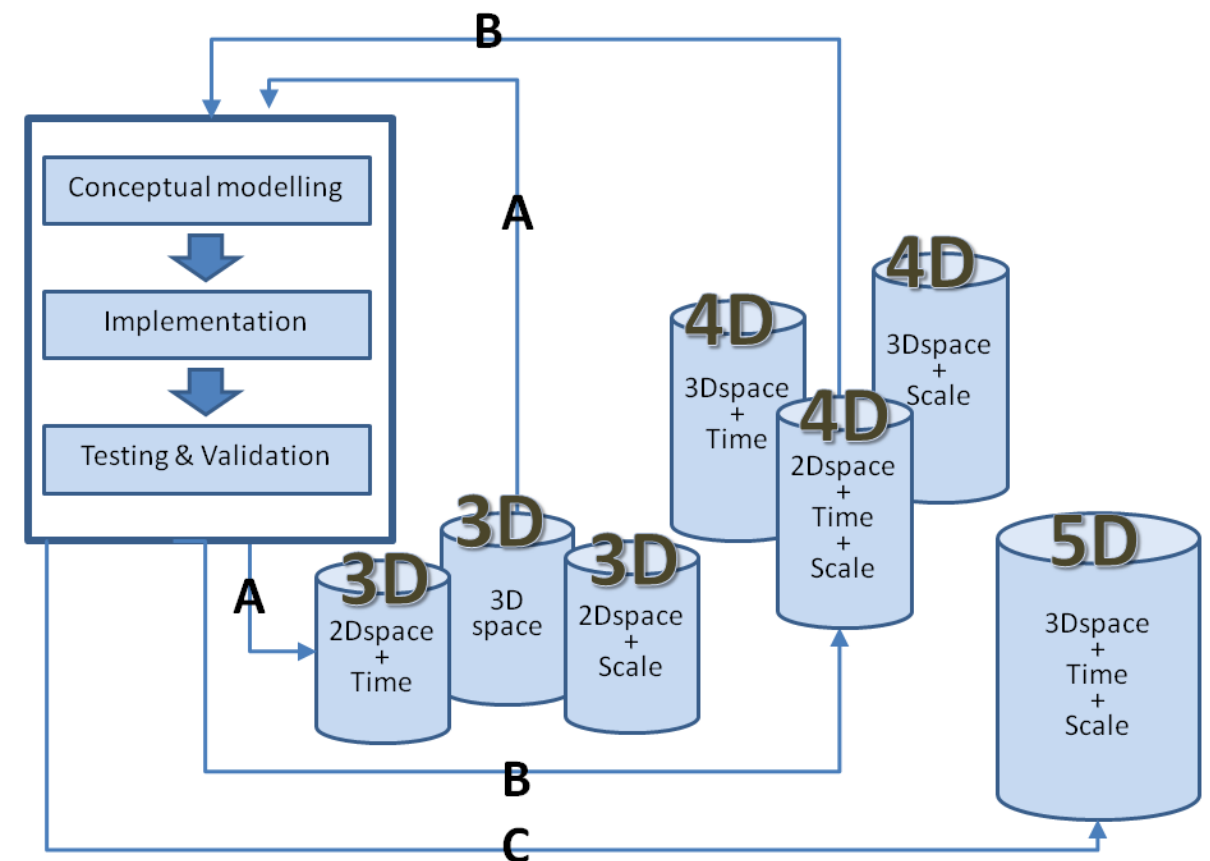 B
Conceptual modelling
A
Implementation
Testing & Validation
4D
3Dspace
+
Time
4D
2Dspace
+
Time
+
Scale
4D
3Dspace
+
Scale
A
3D
2Dspace
+
Time
3D
3D
space
3D
2Dspace
+
Scale
5D
3Dspace
+
Time
+
Scale
B
C